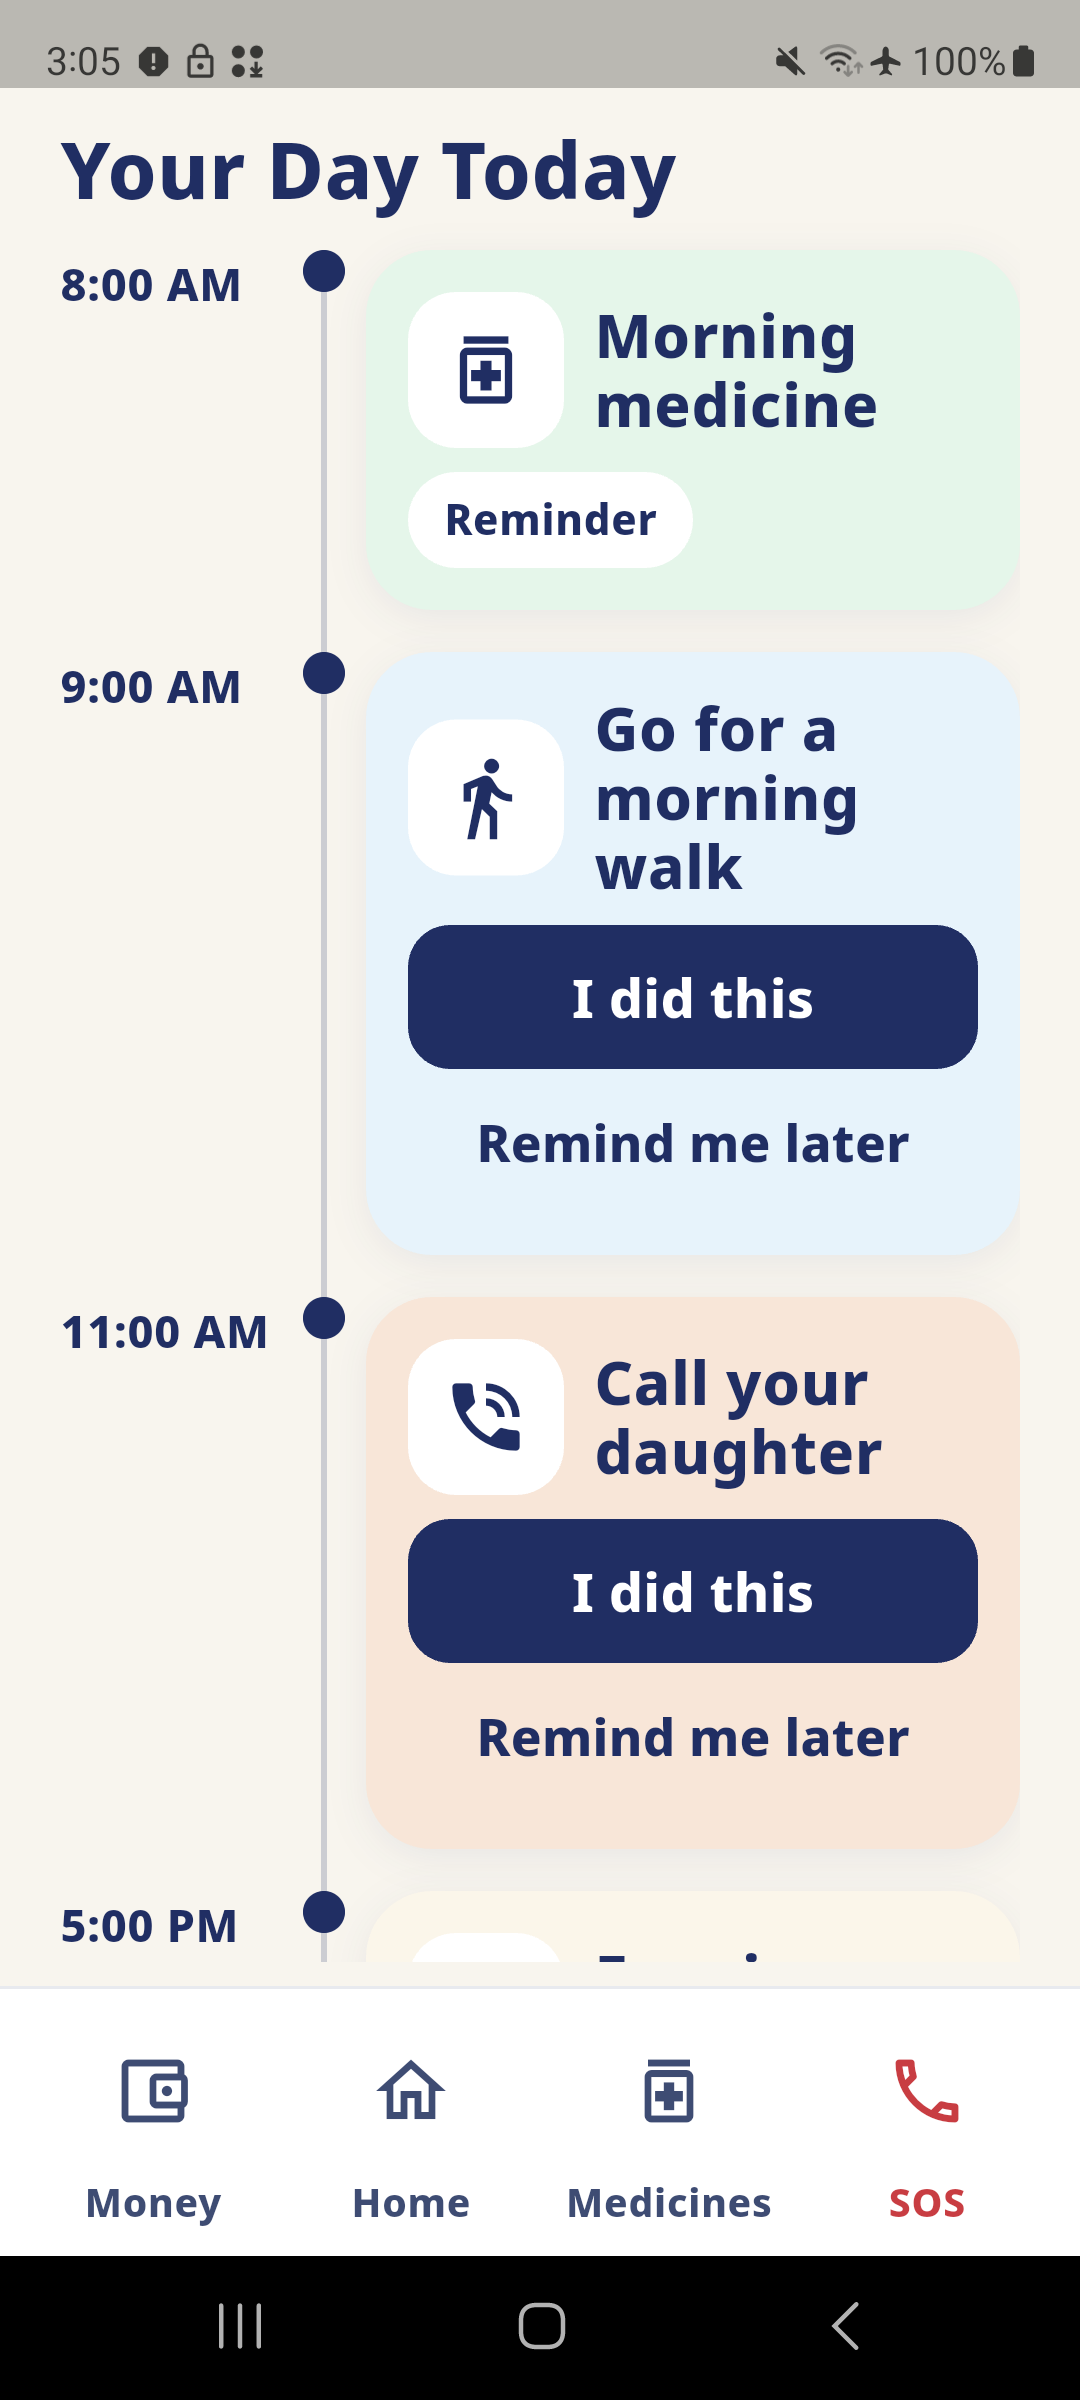 3:05
100%
Your Day Today
8:00 AM
Morning
medicine
Reminder
9:00 AM
Go for a
morning
walk
I did this
Remind me later
11:00 AM
Call your
daughter
I did this
Remind me later
5:00 PM
Money
Home
Medicines
SOS